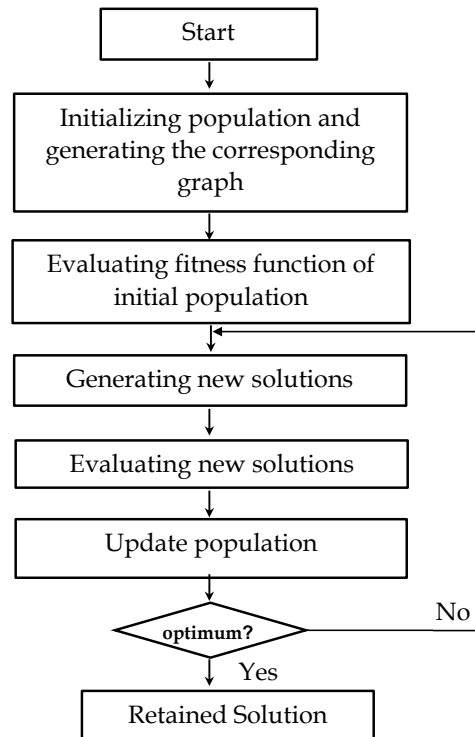 Start
Initializing population and
generating the corresponding
graph
Evaluating fitness function of
initial population
Generating new solutions
Evaluating new solutions
Update population
optimum?
No
Yes
Retained Solution